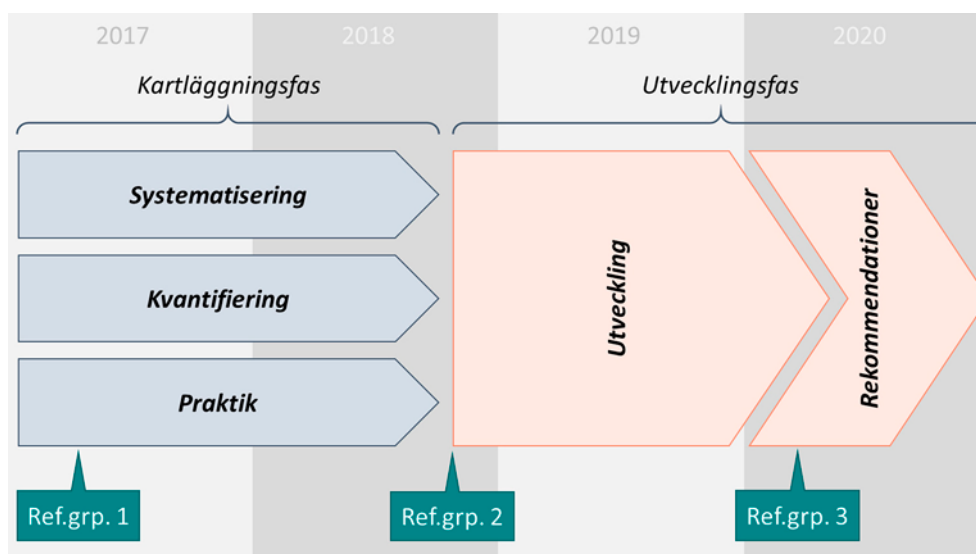 2017
2018
2019
2020
Kartläggningsfas
Utvecklingsfas
Systematisering
Kvantifiering
Praktik
Utveckling
Rekommendationer
Ref.grp. 1
Ref.grp. 2
Ref.grp. 3